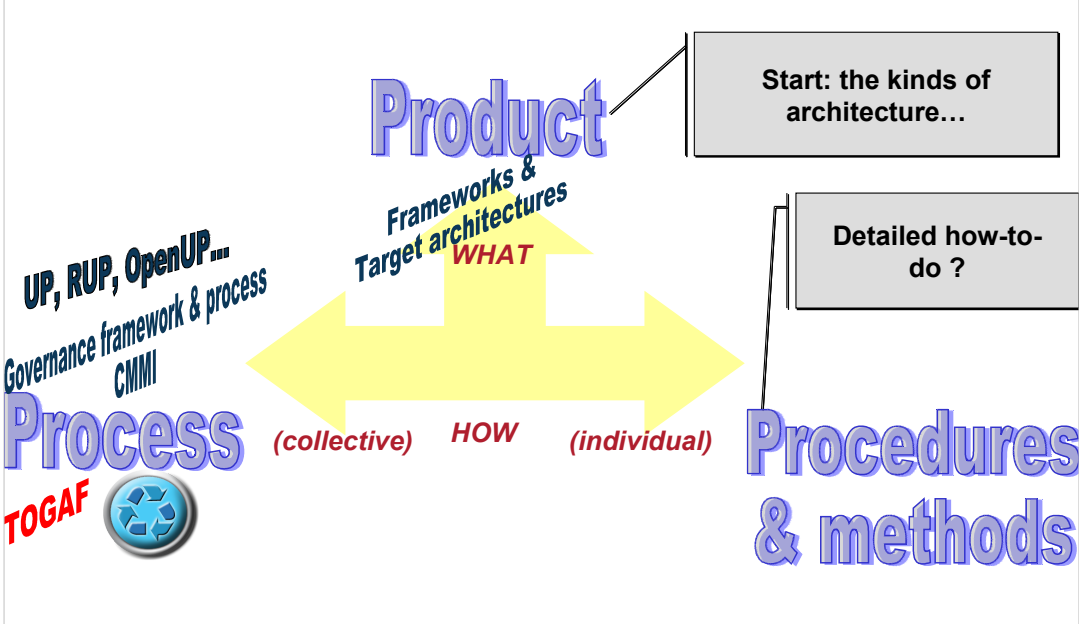 Start: the kinds of
architecture…
Product
Frameworks &
Target architectures
WHAT
Detailed how-to-
do ?
UP, RUP, OpenUP...
Governance framework & process
CMMI
Process
(collective)
HOW
(individual)
Procedures
& methods
TOGAF